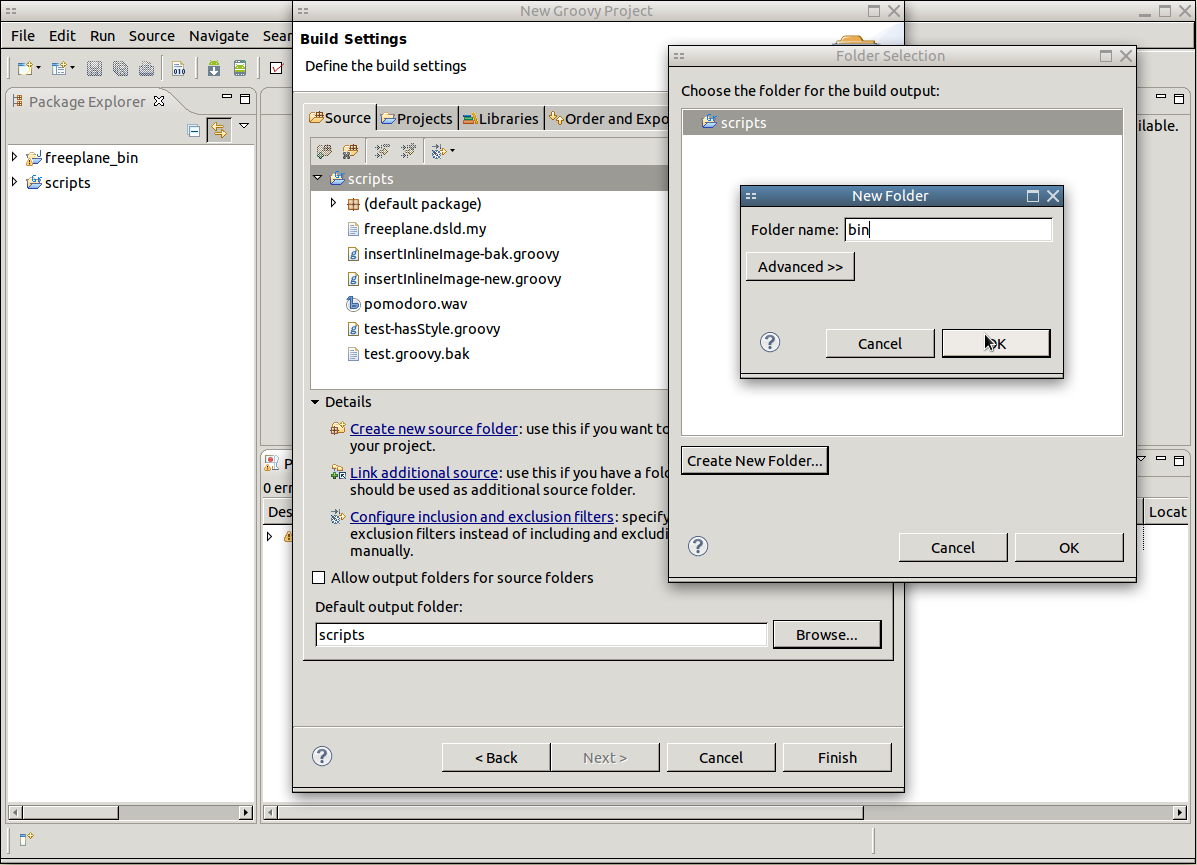 New Groovy Project
File Edit Run Source Navigate Sear
Build Settings
Define the build settings
Folder Selection
Choose the folder for the build output:
scripts
Package Explorer
freeplane_bin
scripts
Source Projects Libraries Order and Expo
ilable.
scripts
(default package)
freeplane.dsld.my
insertInlineImage-bak.groovy
insertInlineImage-new.groovy
pomodoro.wav
test-hasStyle.groovy
test.groovy.bak
New Folder
Folder name: bin
Advanced >>
Cancel OK
Details
Create new source folder: use this if you want to
your project.
Link additional source: use this if you have a fold
should be used as additional source folder.
Configure inclusion and exclusion filters: specify
exclusion filters instead of including and excludi
manually.
Create New Folder...
Cancel OK
P
0 err
Des
Locat
Allow output folders for source folders
Default output folder:
scripts
Browse...
< Back Next > Cancel Finish